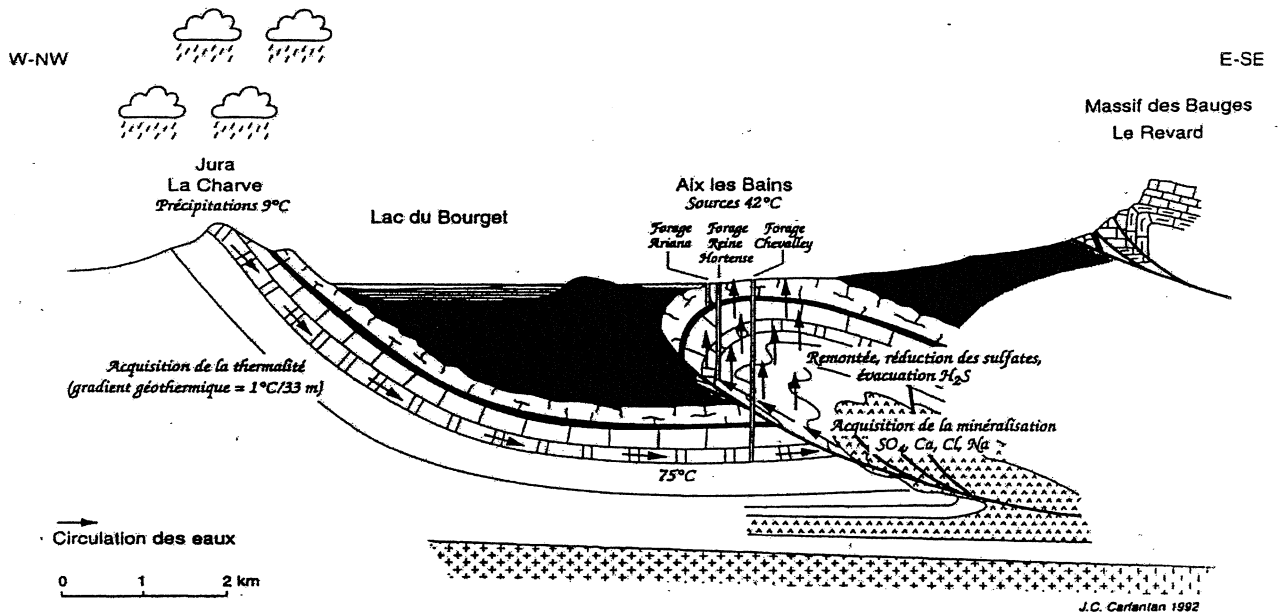 W-NW
E-SE
Massif des Bauges
Le Revard
Jura
La Charve
Précipitations 9°C
Lac du Bourget
Aix les Bains
Sources 42°C
Forage Forage Forage
Ariana Reine Chevalley
Hortense
Acquisition de la thermalité
(gradient géothermique = 1°C/33 m)
Remontée, réduction des sulfates,
évacuation H₂S
Acquisition de la minéralisation
SO₄, Ca, Cl, Na
75°C
Circulation des eaux
0 1 2 km
J.C. Carfantan 1992